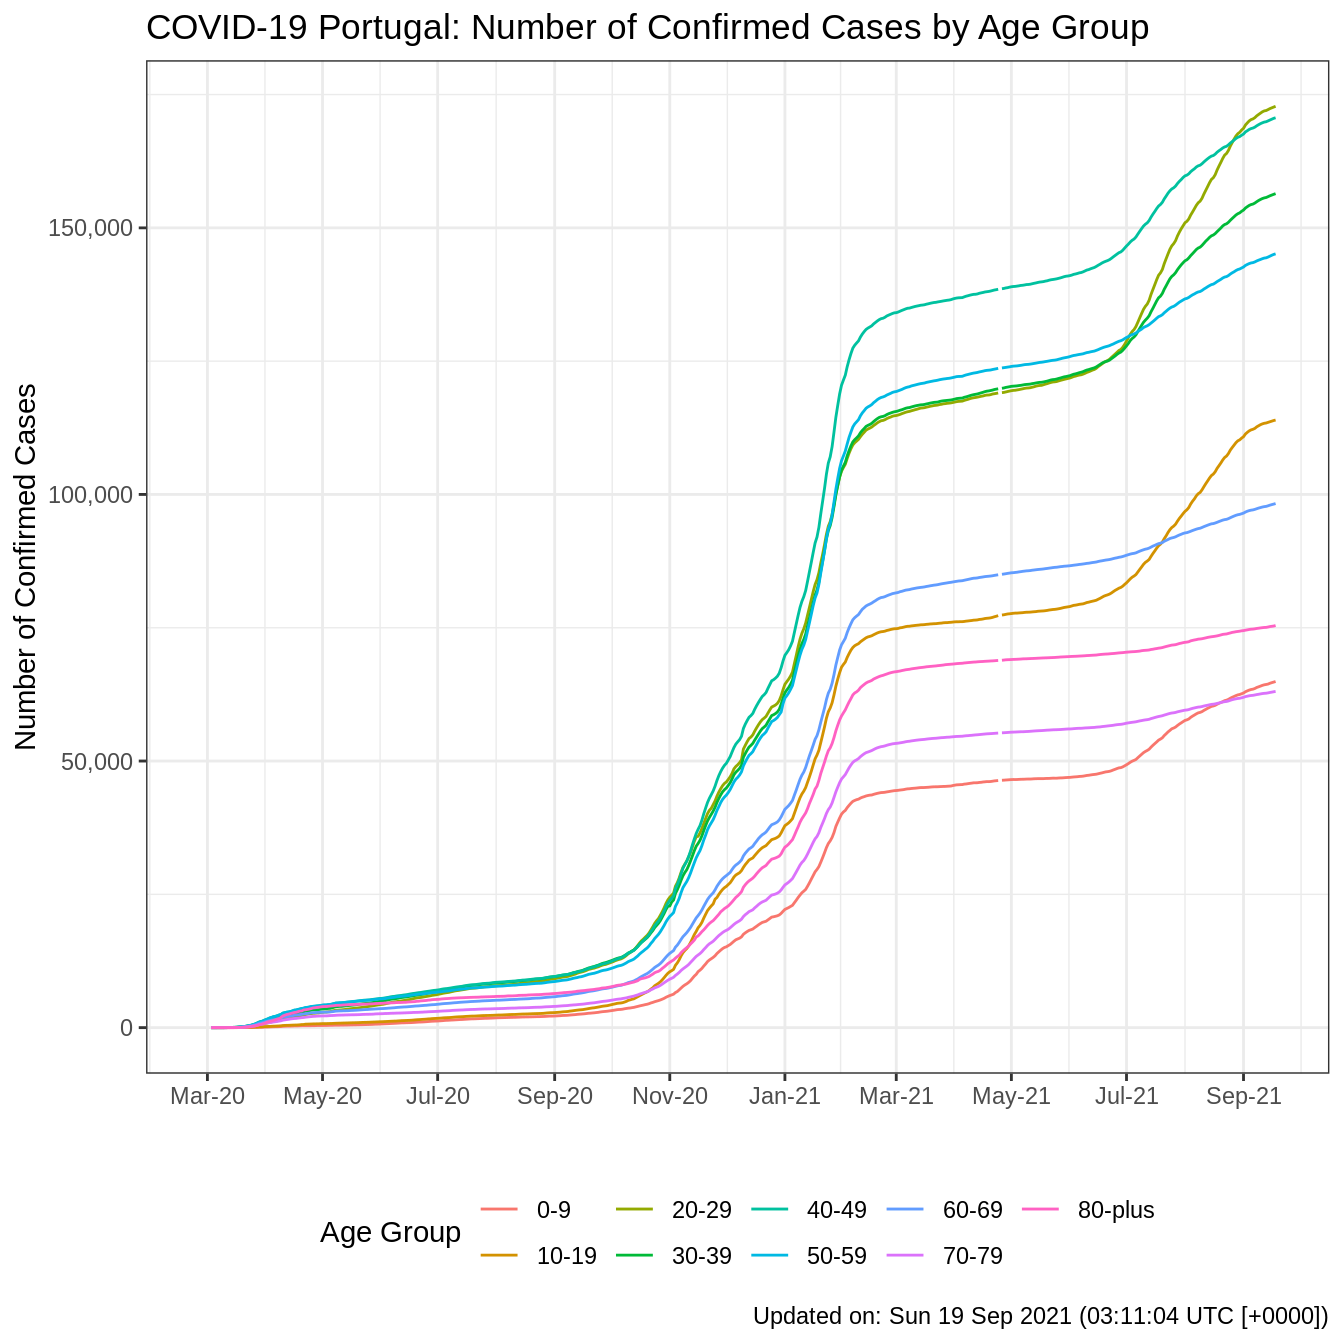 COVID-19 Portugal: Number of Confirmed Cases by Age Group
Number of Confirmed Cases
150,000
100,000
50,000
0
Mar-20 May-20 Jul-20 Sep-20 Nov-20 Jan-21 Mar-21 May-21 Jul-21 Sep-21
Age Group
0-9 20-29 40-49 60-69 80-plus
10-19 30-39 50-59 70-79
Updated on: Sun 19 Sep 2021 (03:11:04 UTC [+0000])